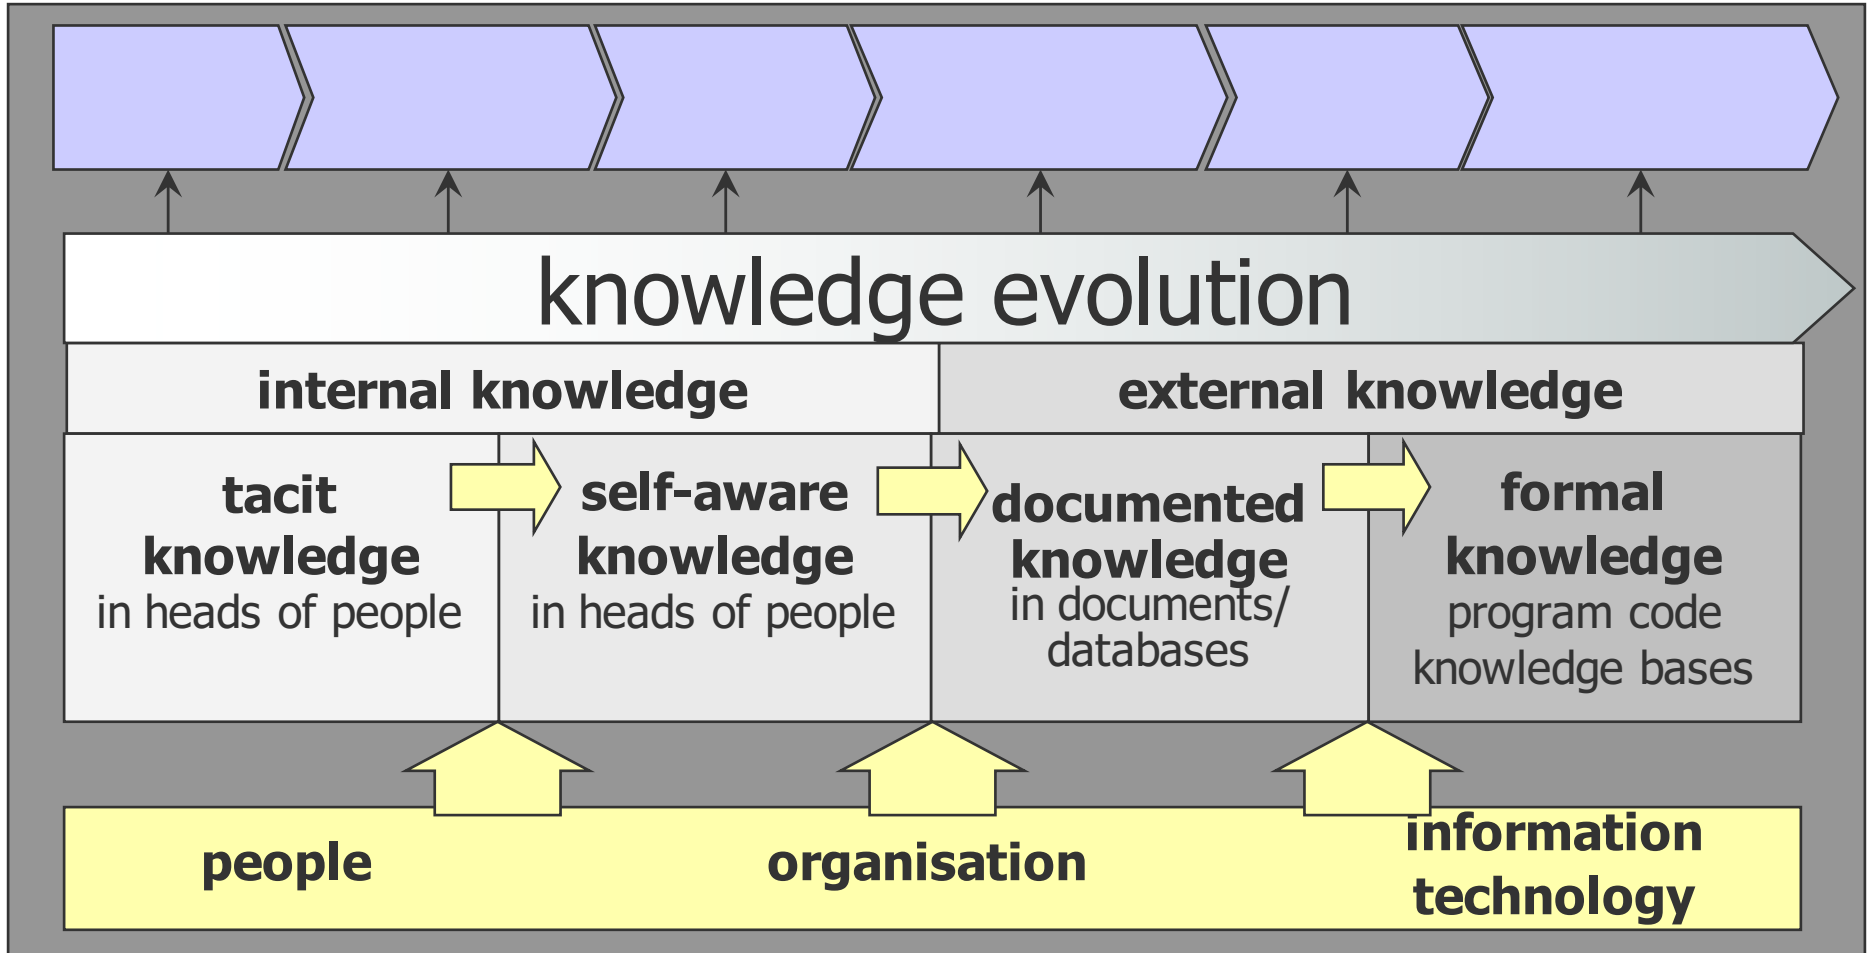 knowledge evolution
internal knowledge
external knowledge
tacit
knowledge
in heads of people
self-aware
knowledge
in heads of people
documented
knowledge
in documents/
databases
formal
knowledge
program code
knowledge bases
people
organisation
information
technology